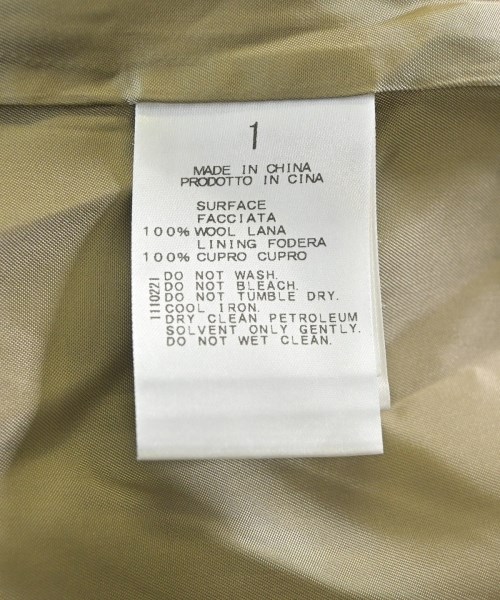 1
MADE IN CHINA
PRODOTTO IN CINA
SURFACE
FACCIATA
100% WOOL LANA
LINING FODERA
100% CUPRO CUPRO
DO NOT WASH.
DO NOT BLEACH.
DO NOT TUMBLE DRY.
COOL IRON.
DRY CLEAN PETROLEUM
SOLVENT ONLY GENTLY.
DO NOT WET CLEAN.
1110221